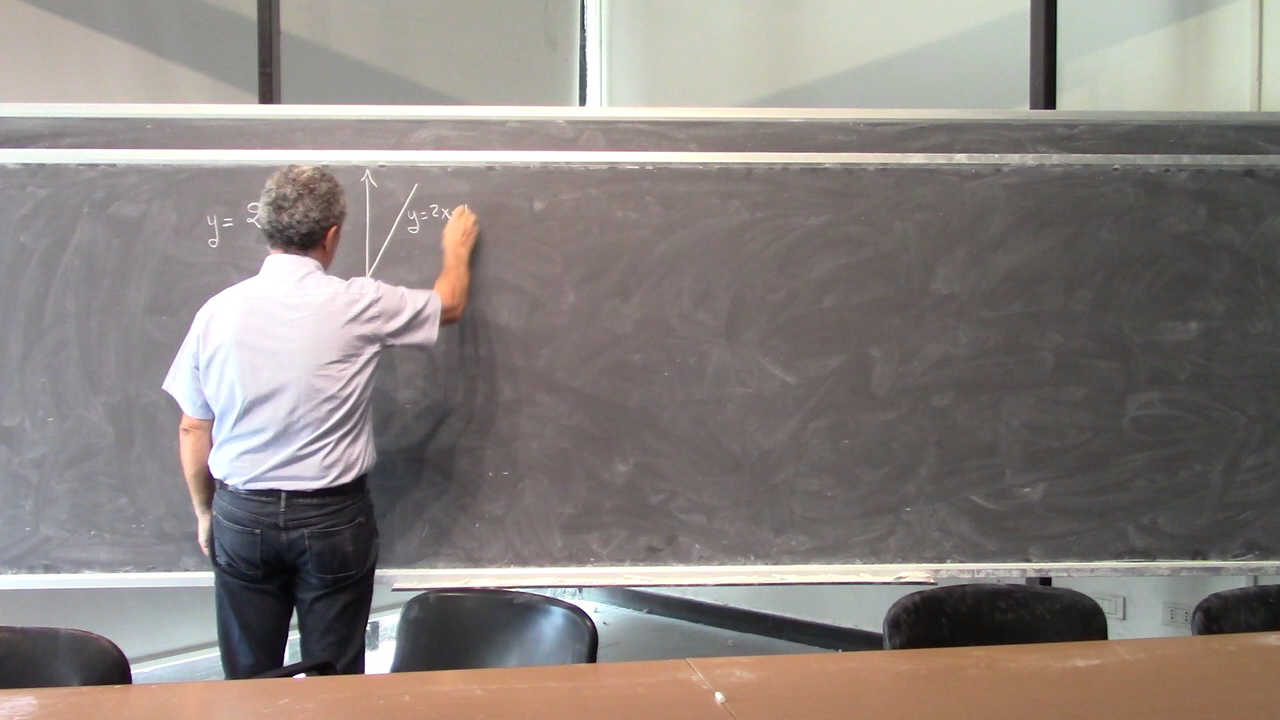 y = 2
y=2x